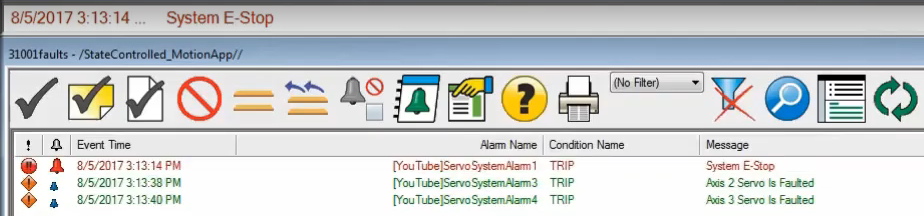 8/5/2017 3:13:14 ... System E-Stop
31001faults - /StateControlled_MotionApp//
(No Filter)
! Event Time Alarm Name Condition Name Message
8/5/2017 3:13:14 PM [YouTube]ServoSystemAlarm1 TRIP System E-Stop
8/5/2017 3:13:38 PM [YouTube]ServoSystemAlarm3 TRIP Axis 2 Servo Is Faulted
8/5/2017 3:13:40 PM [YouTube]ServoSystemAlarm4 TRIP Axis 3 Servo Is Faulted